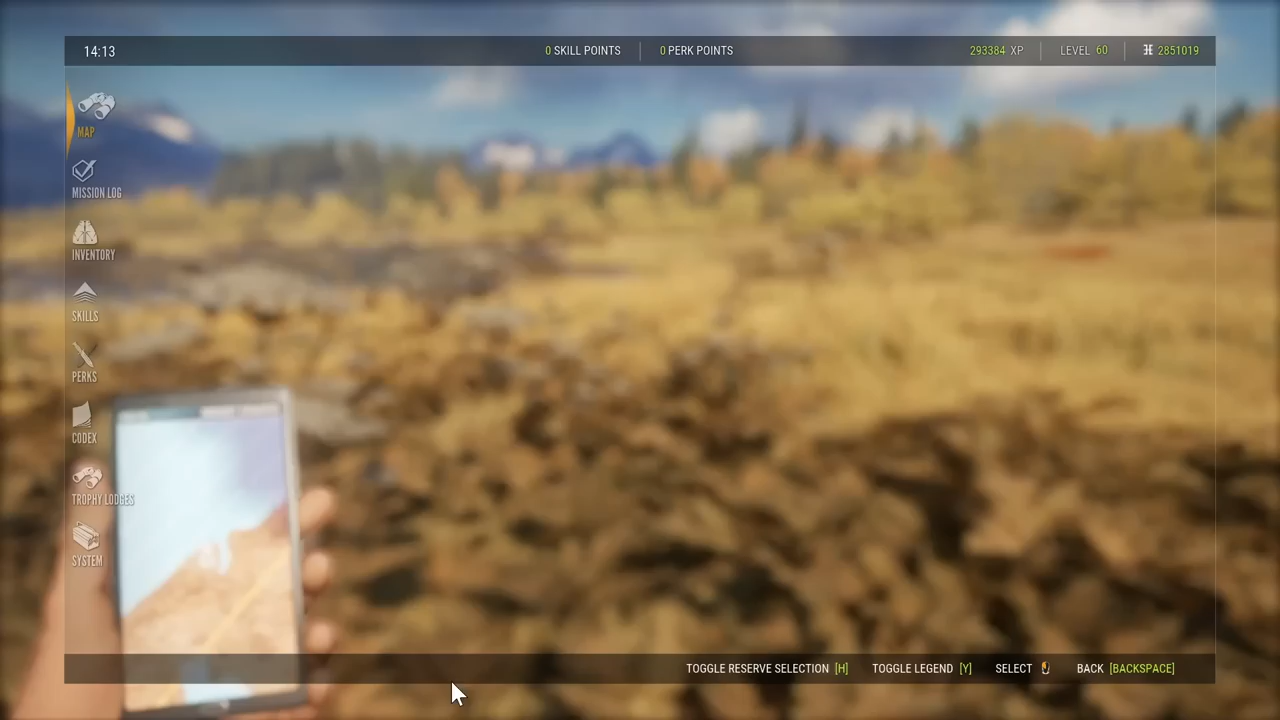 14:13
0 SKILL POINTS
0 PERK POINTS
293384 XP
LEVEL 60
2851019
MAP
MISSION LOG
INVENTORY
SKILLS
PERKS
CODEX
TROPHY LODGES
SYSTEM
TOGGLE RESERVE SELECTION [H]
TOGGLE LEGEND [Y]
SELECT
BACK [BACKSPACE]